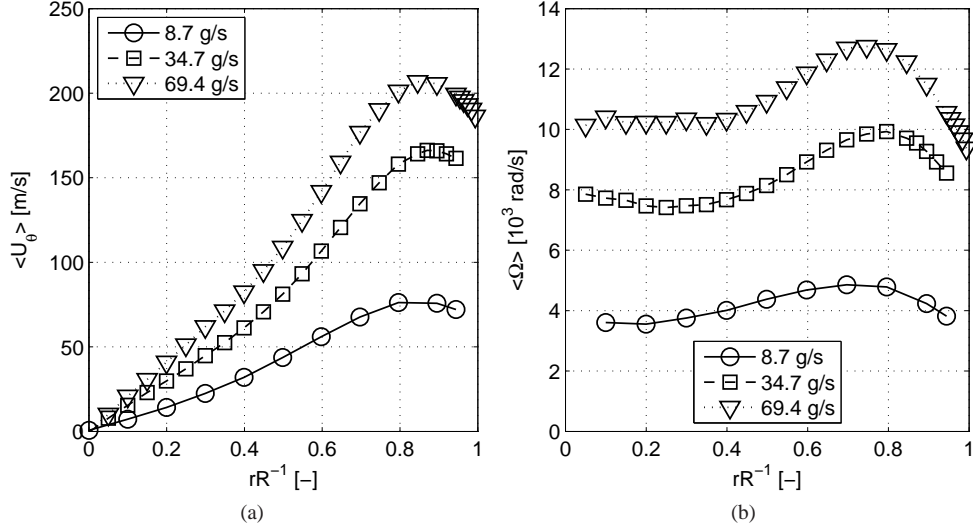 250
200
150
100
50
0
<U_θ> [m/s]
8.7 g/s
34.7 g/s
69.4 g/s
0 0.2 0.4 0.6 0.8 1
rR⁻¹ [–]
(a)
14
12
10
8
6
4
2
0
<Ω> [10³ rad/s]
8.7 g/s
34.7 g/s
69.4 g/s
0 0.2 0.4 0.6 0.8 1
rR⁻¹ [–]
(b)